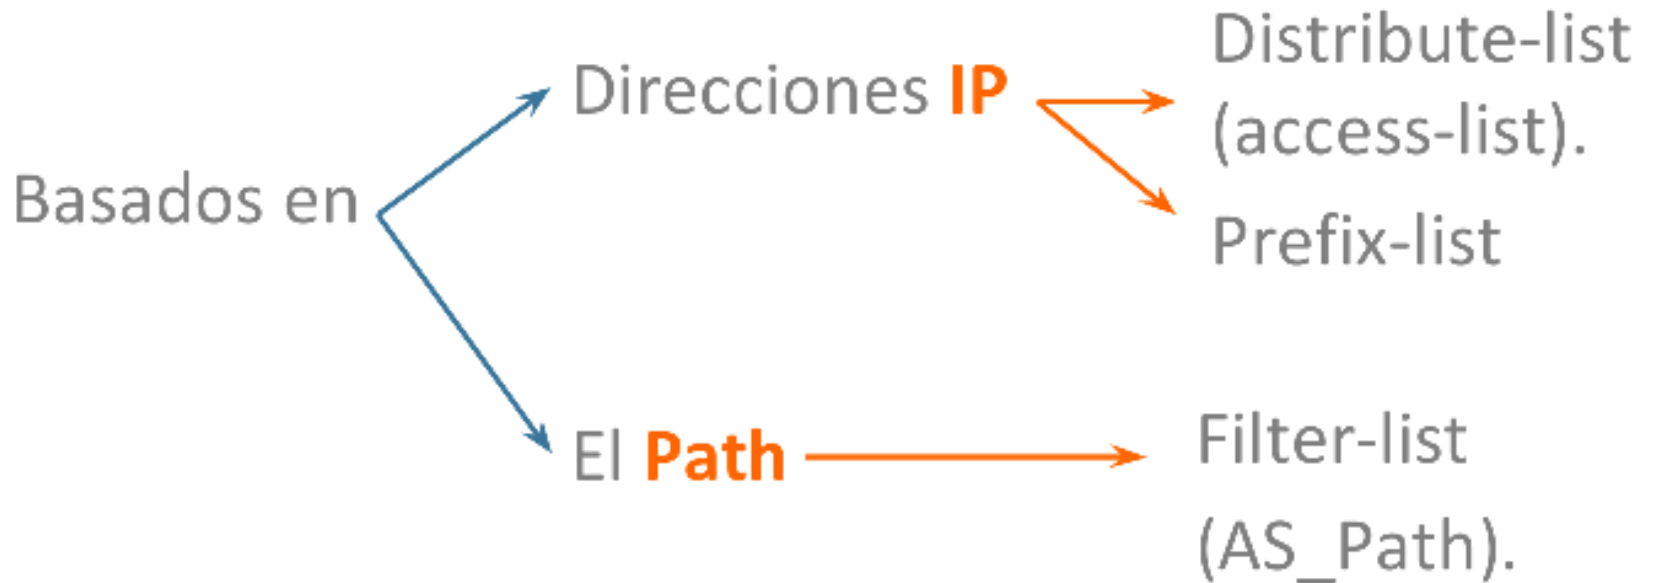 Basados en
Direcciones IP
Distribute-list
(access-list).
Prefix-list
El Path
Filter-list
(AS_Path).